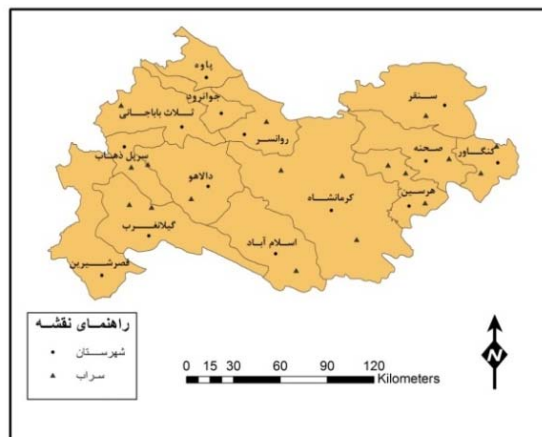 پاوه
جوانرود
ثلاث باباجانی
روانسر
سنقر
صحنه
کنگاور
سرپل ذهاب
دالاهو
هرسین
کرمانشاه
گیلانغرب
اسلام آباد
قصرشیرین
راهنمای نقشه
شهرستان
سراب
0 15 30 60 90 120
Kilometers
N